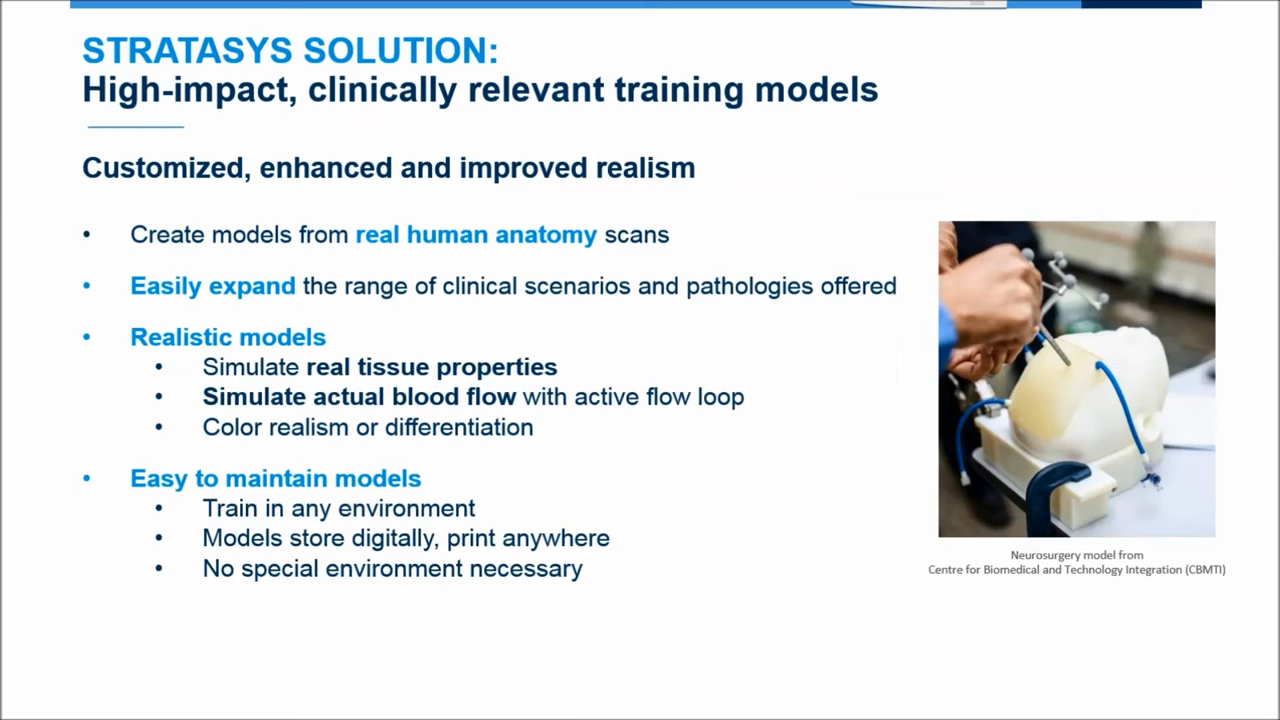 STRATASYS SOLUTION:
High-impact, clinically relevant training models
Customized, enhanced and improved realism
• Create models from real human anatomy scans
• Easily expand the range of clinical scenarios and pathologies offered
• Realistic models
• Simulate real tissue properties
• Simulate actual blood flow with active flow loop
• Color realism or differentiation
• Easy to maintain models
• Train in any environment
• Models store digitally, print anywhere
• No special environment necessary
Neurosurgery model from
Centre for Biomedical and Technology Integration (CBMTI)